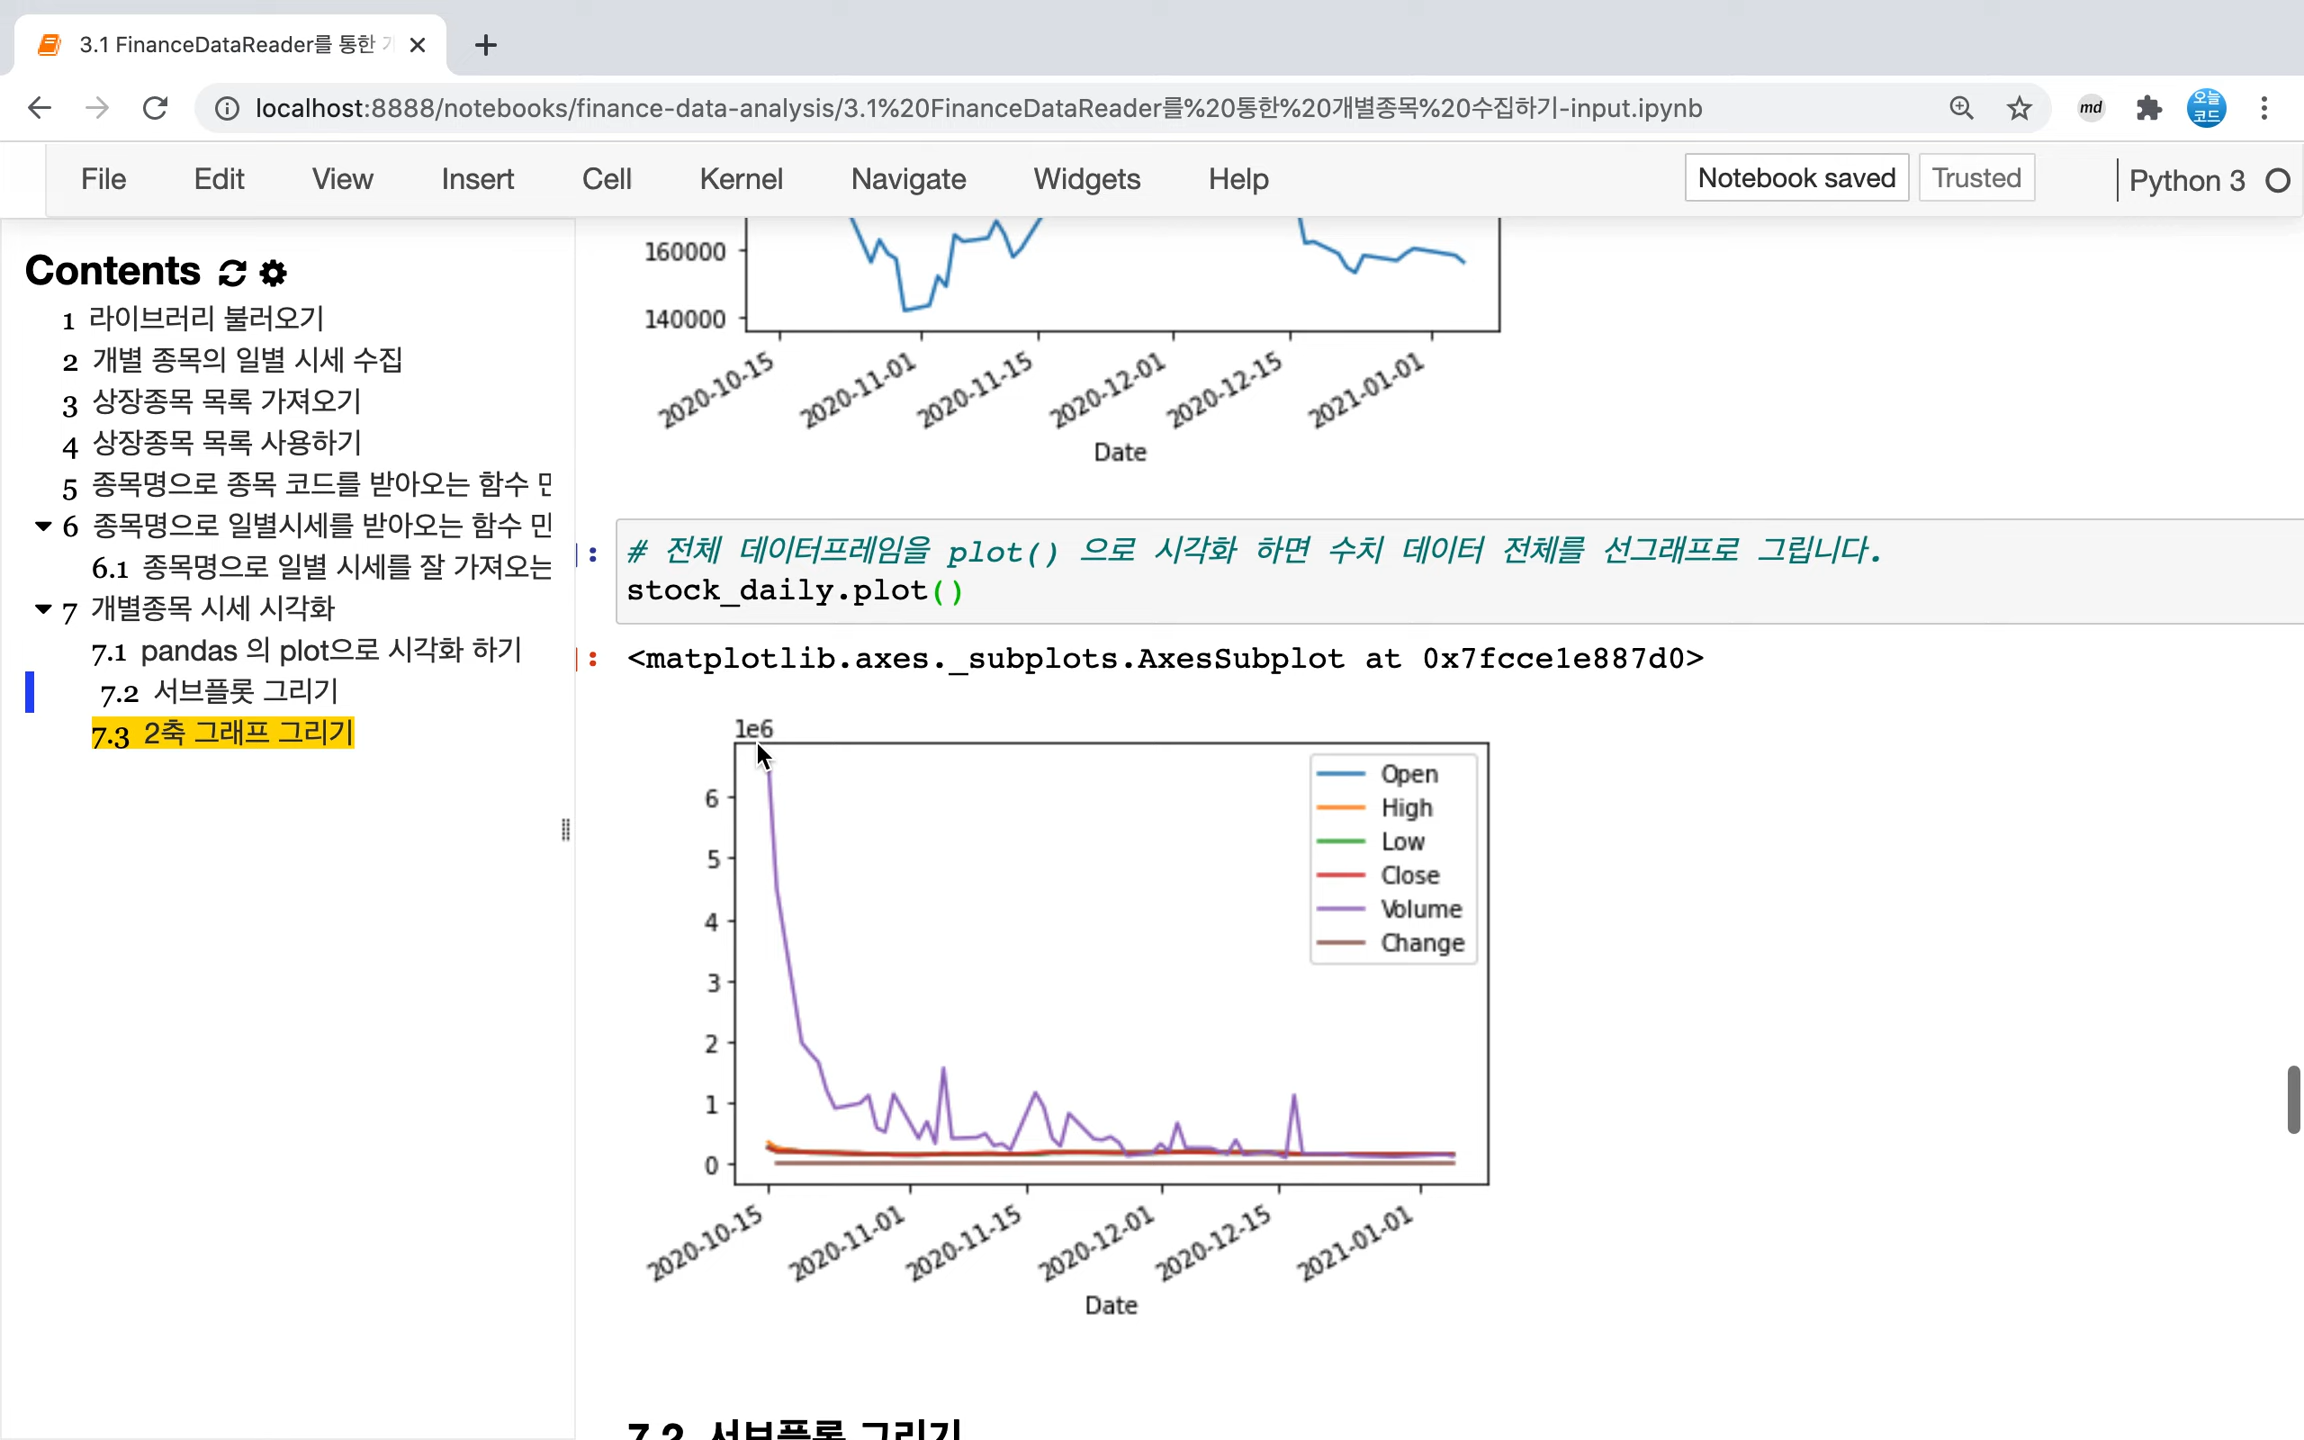 3.1 FinanceDataReader를 통한
localhost:8888/notebooks/finance-data-analysis/3.1%20FinanceDataReader를%20통한%20개별종목%20수집하기-input.ipynb
md
오늘
코드
File Edit View Insert Cell Kernel Navigate Widgets Help
Notebook saved Trusted Python 3
Contents
1 라이브러리 불러오기
2 개별 종목의 일별 시세 수집
3 상장종목 목록 가져오기
4 상장종목 목록 사용하기
5 종목명으로 종목 코드를 받아오는 함수
6 종목명으로 일별시세를 받아오는 함수
6.1 종목명으로 일별 시세를 잘 가져오는
7 개별종목 시세 시각화
7.1 pandas 의 plot으로 시각화 하기
7.2 서브플롯 그리기
7.3 2축 그래프 그리기
160000
140000
2020-10-15 2020-11-01 2020-11-15 2020-12-01 2020-12-15 2021-01-01
Date
# 전체 데이터프레임을 plot() 으로 시각화 하면 수치 데이터 전체를 선그래프로 그립니다.
stock_daily.plot()
<matplotlib.axes._subplots.AxesSubplot at 0x7fcce1e887d0>
1e6
6
5
4
3
2
1
0
Open
High
Low
Close
Volume
Change
2020-10-15 2020-11-01 2020-11-15 2020-12-01 2020-12-15 2021-01-01
Date
7.2 서브플롯 그리기